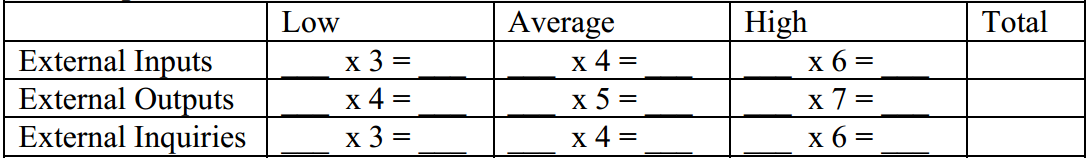 Low Average High Total
External Inputs ___ x 3 = ___ ___ x 4 = ___ ___ x 6 = ___
External Outputs ___ x 4 = ___ ___ x 5 = ___ ___ x 7 = ___
External Inquiries ___ x 3 = ___ ___ x 4 = ___ ___ x 6 = ___